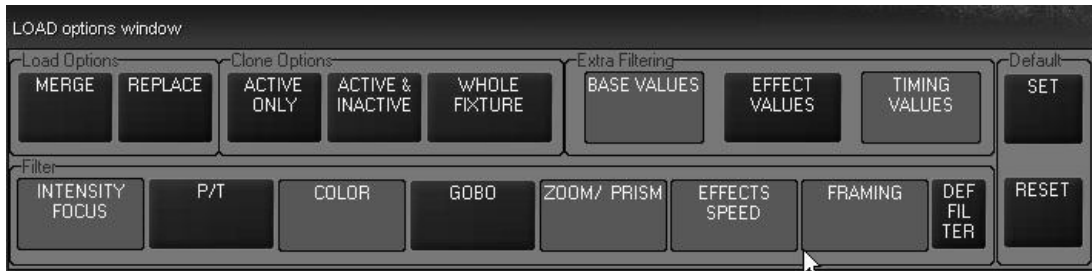 LOAD options window
Load Options
Clone Options
Extra Filtering
Default
MERGE
REPLACE
ACTIVE
ONLY
ACTIVE &
INACTIVE
WHOLE
FIXTURE
BASE VALUES
EFFECT
VALUES
TIMING
VALUES
SET
Filter
INTENSITY
FOCUS
P/T
COLOR
GOBO
ZOOM/ PRISM
EFFECTS
SPEED
FRAMING
DEF
FIL
TER
RESET